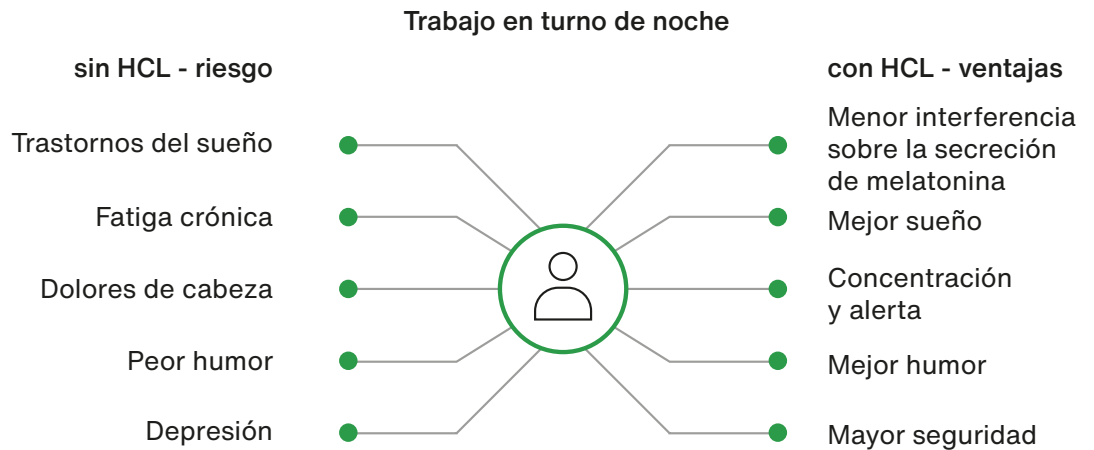 Trabajo en turno de noche
sin HCL - riesgo
Trastornos del sueño
Fatiga crónica
Dolores de cabeza
Peor humor
Depresión
con HCL - ventajas
Menor interferencia
sobre la secreción
de melatonina
Mejor sueño
Concentración
y alerta
Mejor humor
Mayor seguridad